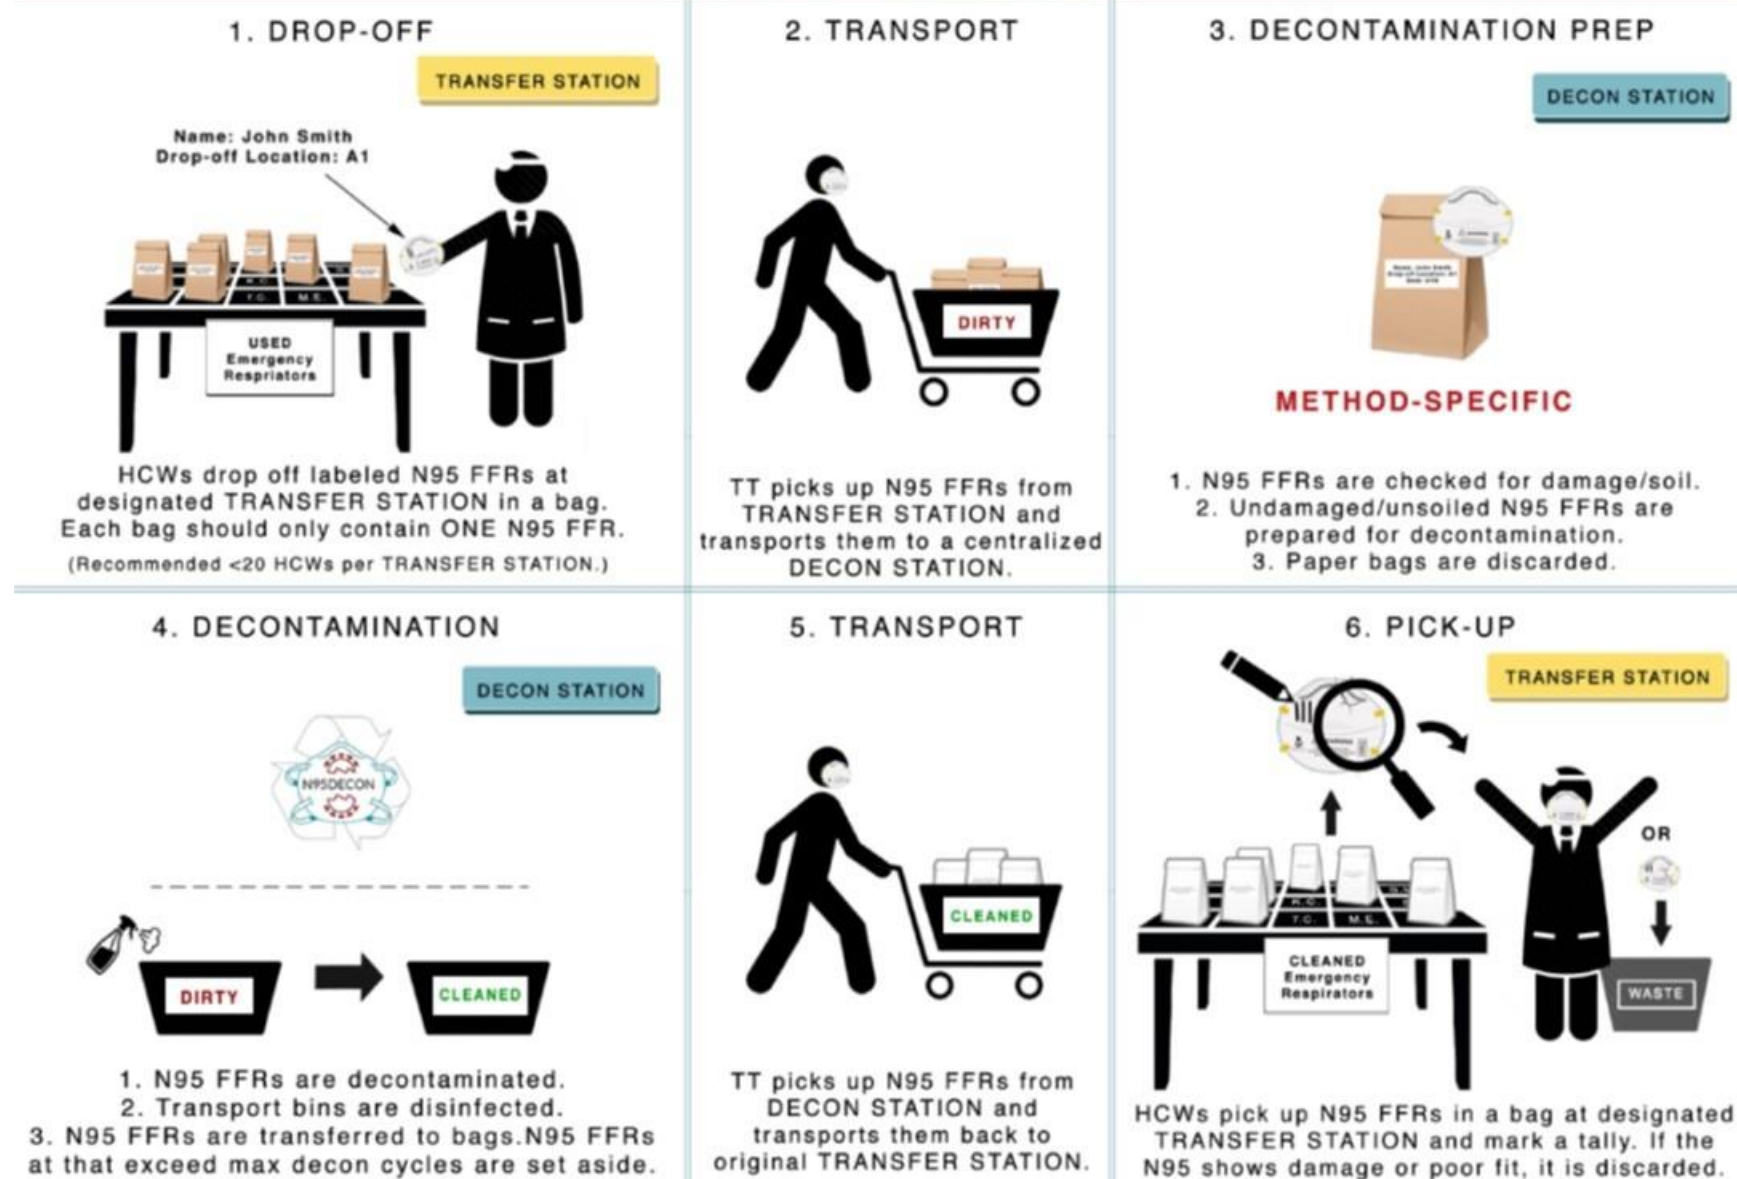 1. DROP-OFF
TRANSFER STATION
Name: John Smith
Drop-off Location: A1
T.C. M.E.
USED
Emergency
Respriators
HCWs drop off labeled N95 FFRs at
designated TRANSFER STATION in a bag.
Each bag should only contain ONE N95 FFR.
(Recommended <20 HCWs per TRANSFER STATION.)
2. TRANSPORT
DIRTY
TT picks up N95 FFRs from
TRANSFER STATION and
transports them to a centralized
DECON STATION.
3. DECONTAMINATION PREP
DECON STATION
Name: John Smith
Drop-off Location: A1
METHOD-SPECIFIC
1. N95 FFRs are checked for damage/soil.
2. Undamaged/unsoiled N95 FFRs are
prepared for decontamination.
3. Paper bags are discarded.
4. DECONTAMINATION
DECON STATION
N95DECON
DIRTY
CLEANED
1. N95 FFRs are decontaminated.
2. Transport bins are disinfected.
3. N95 FFRs are transferred to bags.N95 FFRs
at that exceed max decon cycles are set aside.
5. TRANSPORT
CLEANED
TT picks up N95 FFRs from
DECON STATION and
transports them back to
original TRANSFER STATION.
6. PICK-UP
TRANSFER STATION
OR
K.C.
T.C. M.E.
CLEANED
Emergency
Respirators
WASTE
HCWs pick up N95 FFRs in a bag at designated
TRANSFER STATION and mark a tally. If the
N95 shows damage or poor fit, it is discarded.